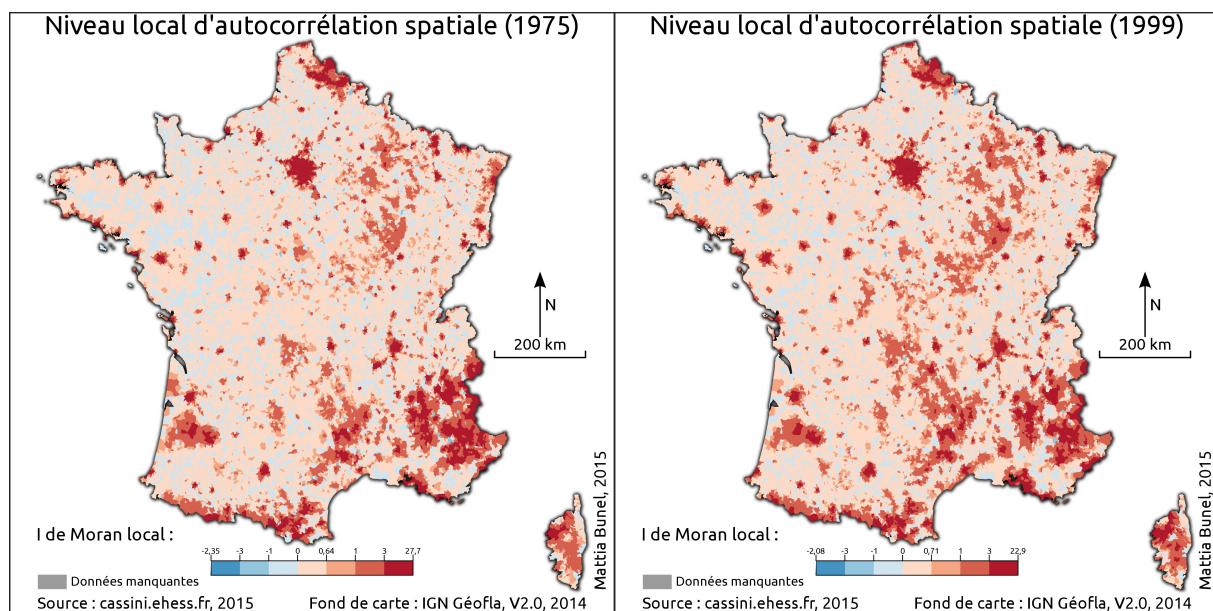 Niveau local d'autocorrélation spatiale (1975)
N
200 km
Mattia Bunel, 2015
I de Moran local :
-2,35 -3 -1 0 0,64 1 3 27,7
Données manquantes
Source : cassini.ehess.fr, 2015 Fond de carte : IGN Géofla, V2.0, 2014
Niveau local d'autocorrélation spatiale (1999)
N
200 km
Mattia Bunel, 2015
I de Moran local :
-2,08 -3 -1 0 0,71 1 3 22,9
Données manquantes
Source : cassini.ehess.fr, 2015 Fond de carte : IGN Géofla, V2.0, 2014